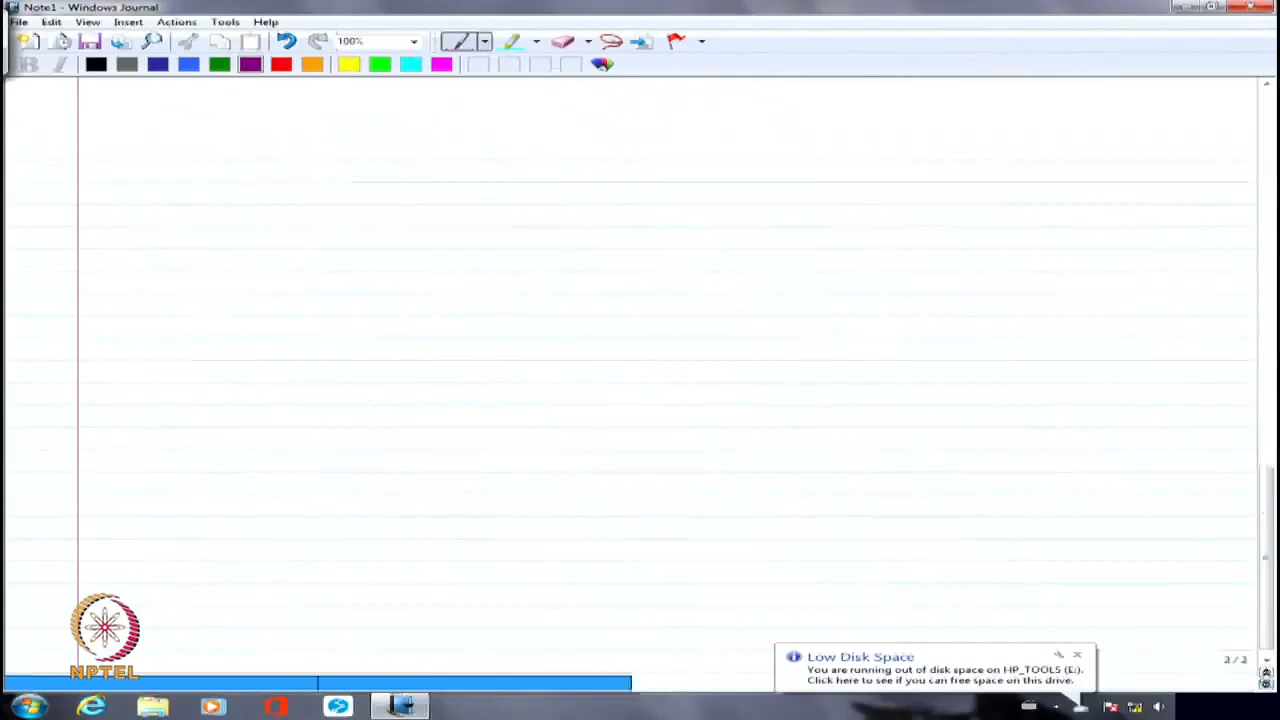 Note1 - Windows Journal
File Edit View Insert Actions Tools Help
100%
B I
NPTEL
Low Disk Space
You are running out of disk space on HP_TOOLS (E:).
Click here to see if you can free space on this drive.